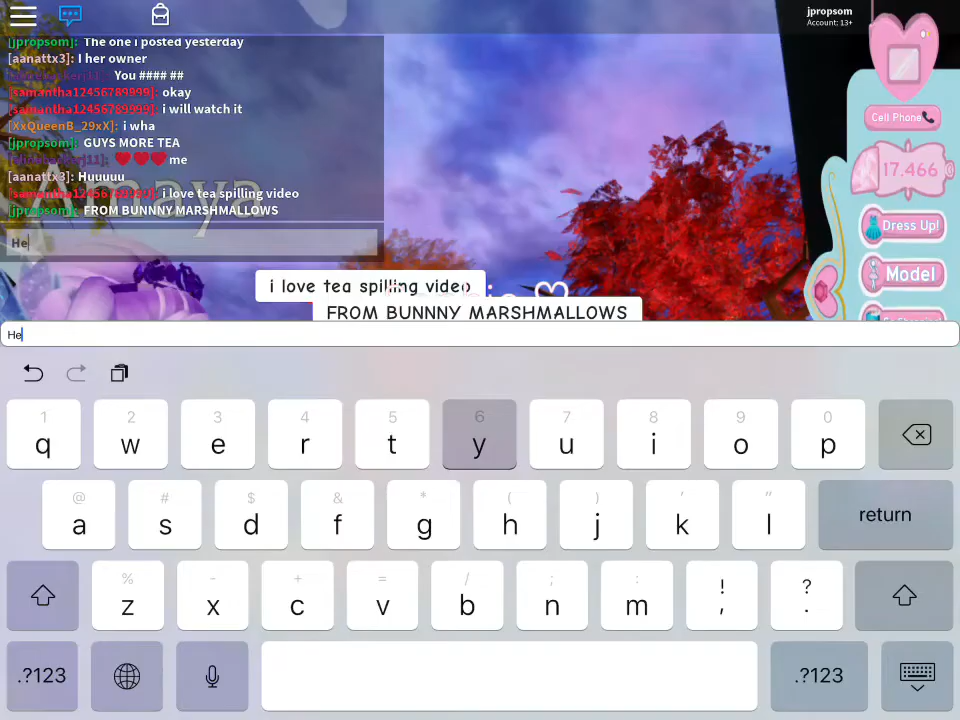 jpropsom
Account: 13+
[jpropsom]: The one i posted yesterday
[aanattx3]: I her owner
You #### ##
[samantha12456789999]: okay
[samantha12456789999]: i will watch it
[XxQueenB_29xX]: i wha
[jpropsom]: GUYS MORE TEA
❤❤❤ me
[aanattx3]: Huuuuu
[samantha12456789999]: i love tea spilling video
[jpropsom]: FROM BUNNNY MARSHMALLOWS
He
Cell Phone
17.466
Dress Up!
Model
i love tea spilling video
FROM BUNNNY MARSHMALLOWS
He
1 2 3 4 5 6 7 8 9 0
q w e r t y u i o p
@ # $ & * ( ) ' "
a s d f g h j k l return
% - + = / ; : ! ?
z x c v b n m , .
.?123 .?123